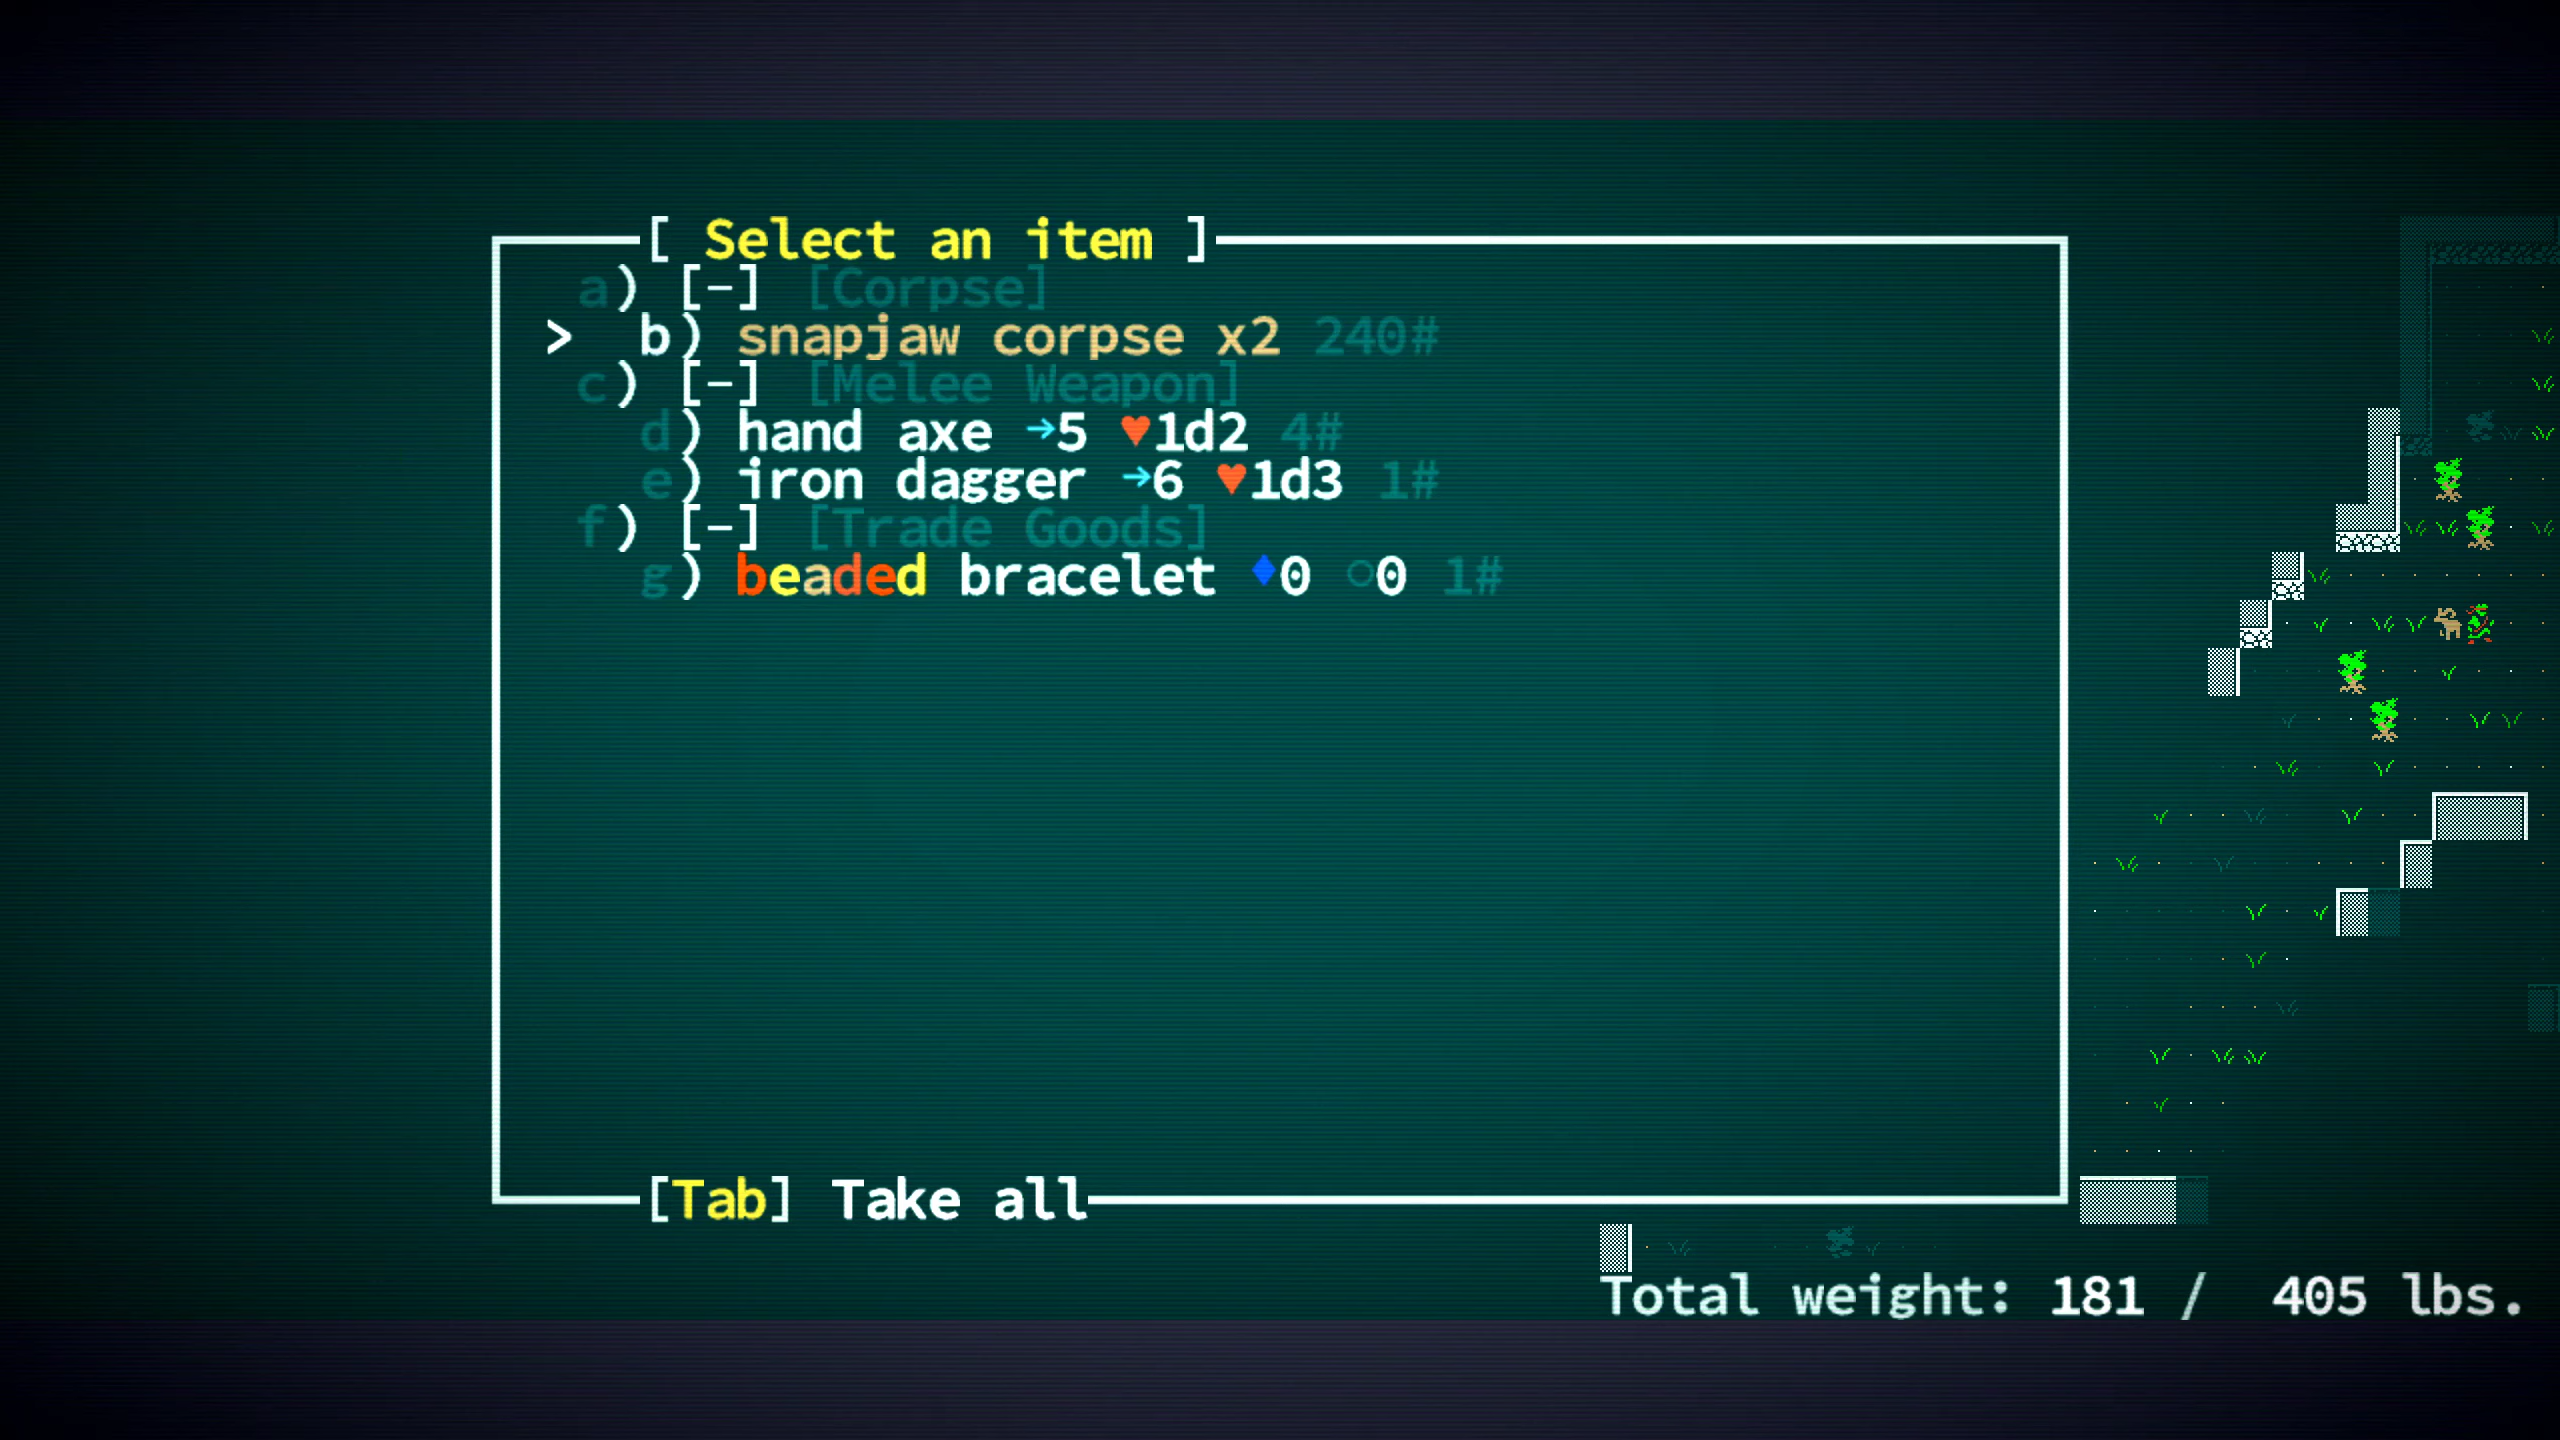 [ Select an item ]
a) [-] [Corpse]
> b) snapjaw corpse x2 240#
c) [-] [Melee Weapon]
d) hand axe →5 ♥1d2 4#
e) iron dagger →6 ♥1d3 1#
f) [-] [Trade Goods]
g) beaded bracelet ♦0 ○0 1#
[Tab] Take all
Total weight: 181 / 405 lbs.